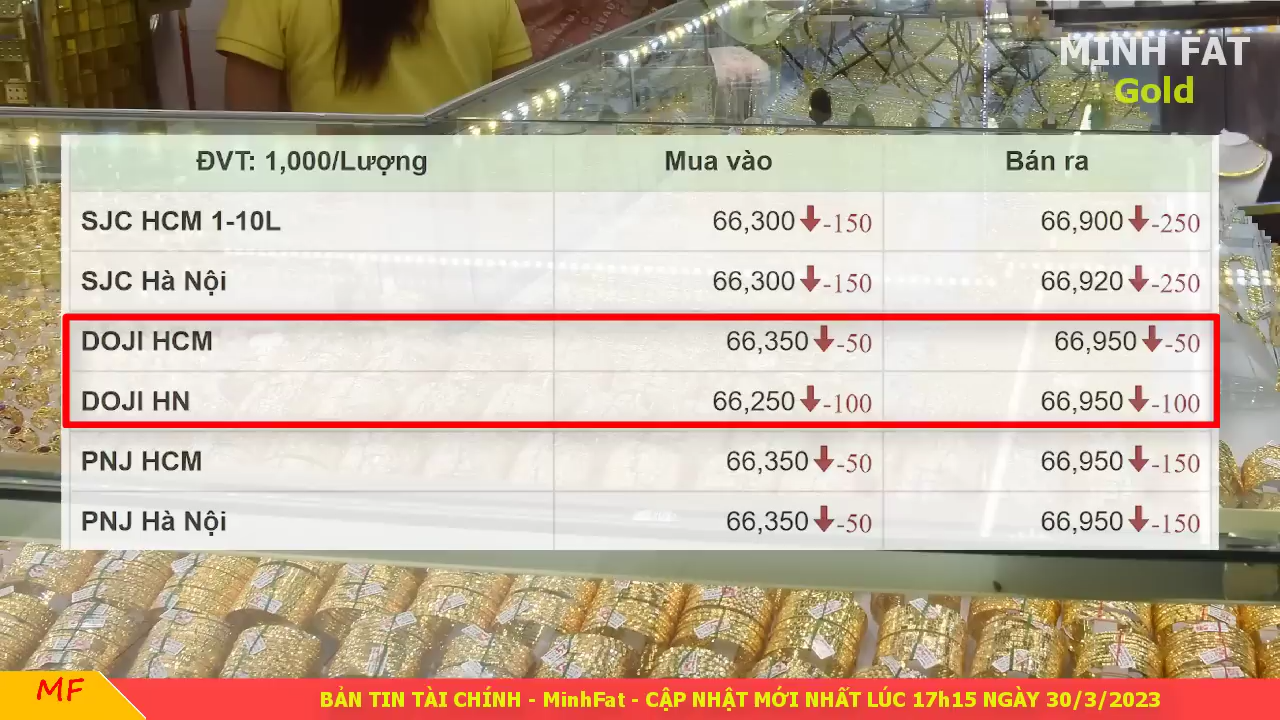 MINH FAT
Gold
ĐVT: 1,000/Lượng Mua vào Bán ra
SJC HCM 1-10L 66,300 -150 66,900 -250
SJC Hà Nội 66,300 -150 66,920 -250
DOJI HCM 66,350 -50 66,950 -50
DOJI HN 66,250 -100 66,950 -100
PNJ HCM 66,350 -50 66,950 -150
PNJ Hà Nội 66,350 -50 66,950 -150
MF BẢN TIN TÀI CHÍNH - MinhFat - CẬP NHẬT MỚI NHẤT LÚC 17h15 NGÀY 30/3/2023